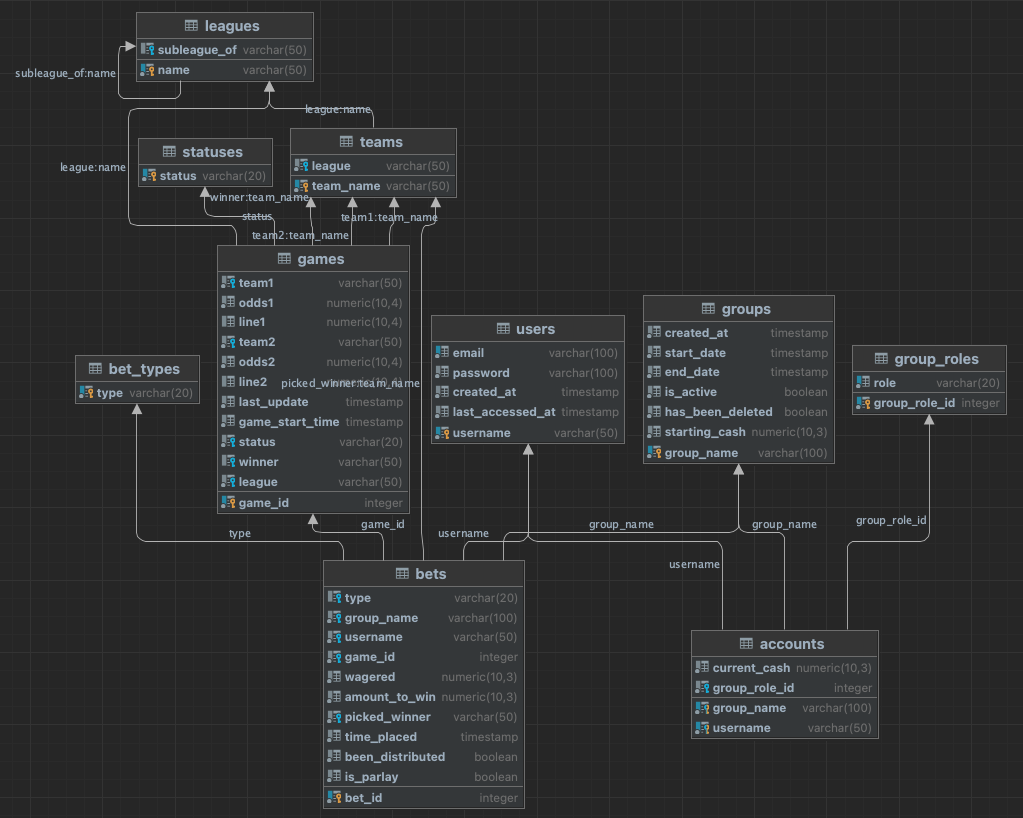 leagues
subleague_of varchar(50)
name varchar(50)
subleague_of:name
league:name
league:name
statuses
status varchar(20)
teams
league varchar(50)
team_name varchar(50)
winner:team_name
status
team1:team_name
team2:team_name
games
team1 varchar(50)
odds1 numeric(10,4)
line1 numeric(10,4)
team2 varchar(50)
odds2 numeric(10,4)
line2
picked_winner:team_name
last_update timestamp
game_start_time timestamp
status varchar(20)
winner varchar(50)
league varchar(50)
game_id integer
bet_types
type varchar(20)
users
email varchar(100)
password varchar(100)
created_at timestamp
last_accessed_at timestamp
username varchar(50)
groups
created_at timestamp
start_date timestamp
end_date timestamp
is_active boolean
has_been_deleted boolean
starting_cash numeric(10,3)
group_name varchar(100)
group_roles
role varchar(20)
group_role_id integer
type
game_id
username
group_name
group_name
group_role_id
username
bets
type varchar(20)
group_name varchar(100)
username varchar(50)
game_id integer
wagered numeric(10,3)
amount_to_win numeric(10,3)
picked_winner varchar(50)
time_placed timestamp
been_distributed boolean
is_parlay boolean
bet_id integer
accounts
current_cash numeric(10,3)
group_role_id integer
group_name varchar(100)
username varchar(50)